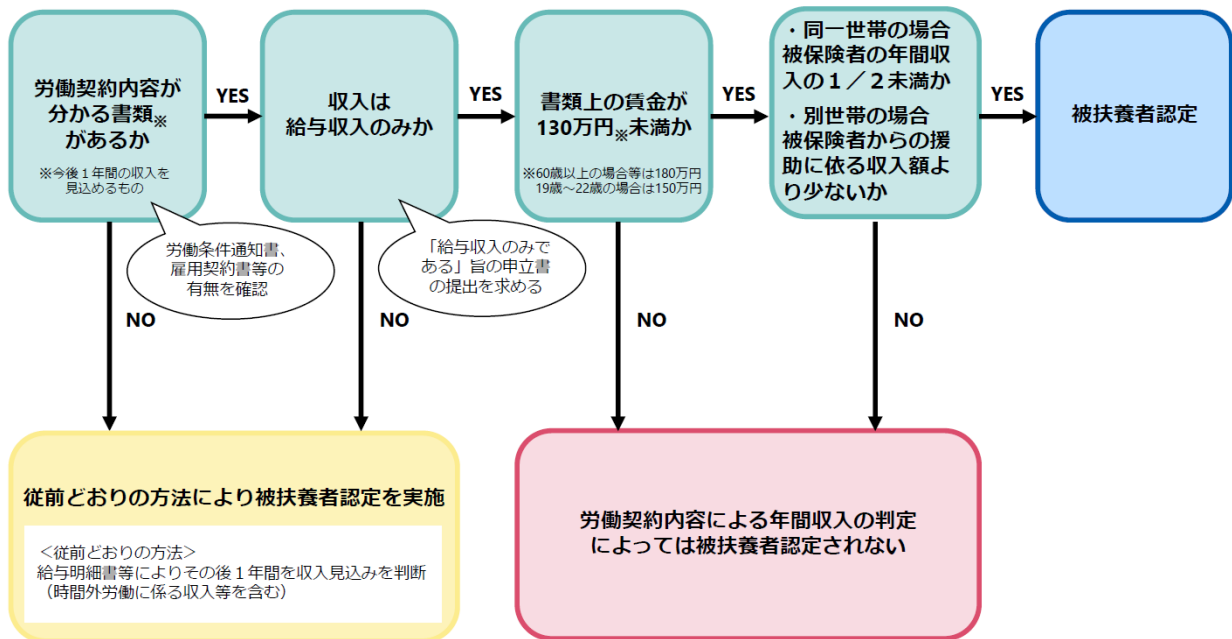 労働契約内容が
分かる書類※
があるか
※今後1年間の収入を
見込めるもの
YES
収入は
給与収入のみか
YES
書類上の賃金が
130万円※未満か
※60歳以上の場合等は180万円
19歳～22歳の場合は150万円
YES
・同一世帯の場合
被保険者の年間収
入の1／2未満か
・別世帯の場合
被保険者からの援
助に依る収入額よ
り少ないか
YES
被扶養者認定
労働条件通知書、
雇用契約書等の
有無を確認
「給与収入のみで
ある」旨の申立書
の提出を求める
NO
NO
NO
NO
従前どおりの方法により被扶養者認定を実施
＜従前どおりの方法＞
給与明細書等によりその後1年間を収入見込みを判断
（時間外労働に係る収入等を含む）
労働契約内容による年間収入の判定
によっては被扶養者認定されない